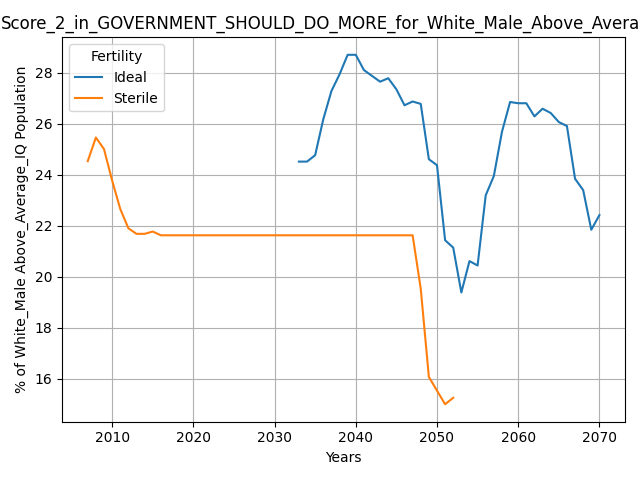 Score_2_in_GOVERNMENT_SHOULD_DO_MORE_for_White_Male_Above_Avera
Fertility
Ideal
Sterile
% of White_Male Above_Average_IQ Population
28
26
24
22
20
18
16
2010 2020 2030 2040 2050 2060 2070
Years